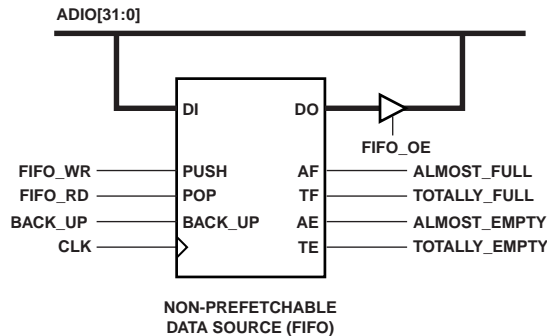 ADIO[31:0]
DI DO
FIFO_OE
FIFO_WR PUSH AF ALMOST_FULL
FIFO_RD POP TF TOTALLY_FULL
BACK_UP BACK_UP AE ALMOST_EMPTY
CLK TE TOTALLY_EMPTY
NON-PREFETCHABLE
DATA SOURCE (FIFO)